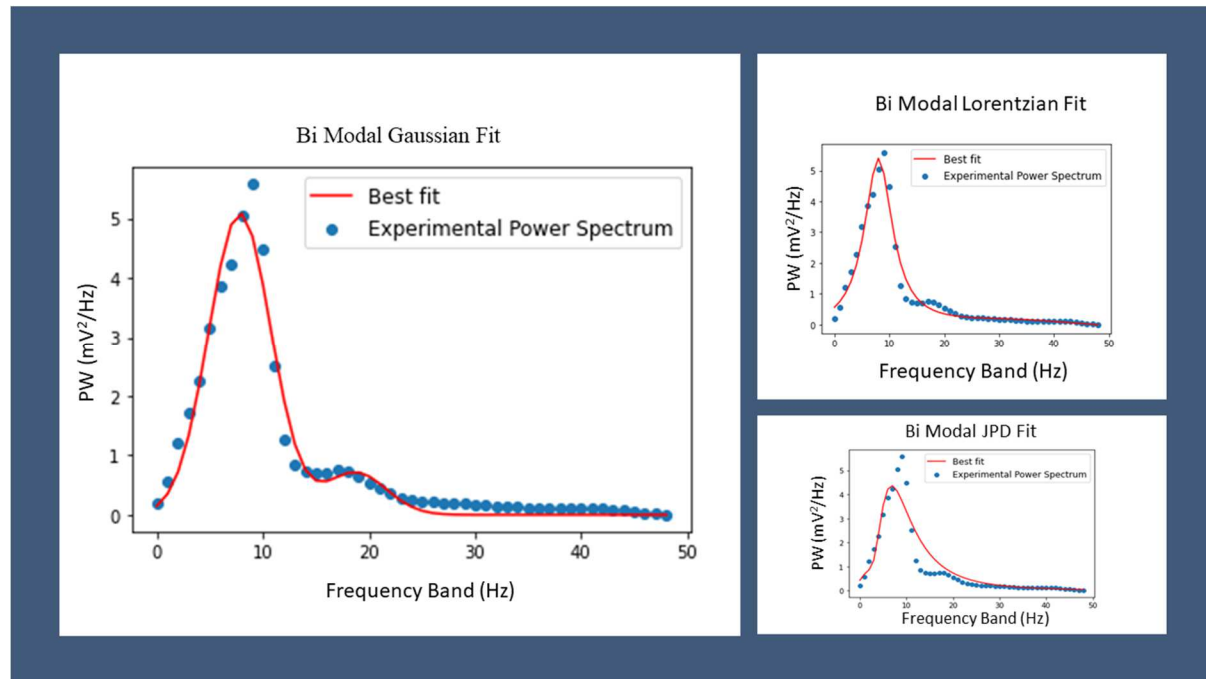 Bi Modal Gaussian Fit
Best fit
Experimental Power Spectrum
PW (mV²/Hz)
5
4
3
2
1
0
0 10 20 30 40 50
Frequency Band (Hz)
Bi Modal Lorentzian Fit
Best fit
Experimental Power Spectrum
PW (mV²/Hz)
5
4
3
2
1
0
0 10 20 30 40 50
Frequency Band (Hz)
Bi Modal JPD Fit
Best fit
Experimental Power Spectrum
PW (mV²/Hz)
5
4
3
2
1
0
0 10 20 30 40 50
Frequency Band (Hz)